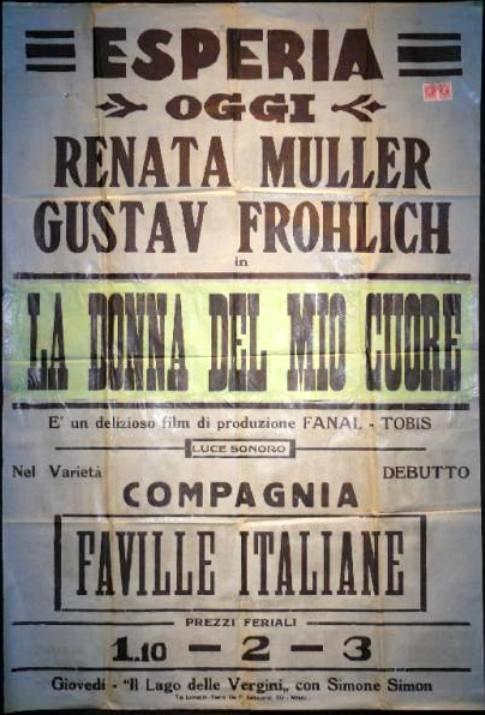 ESPERIA
OGGI
RENATA MULLER
GUSTAV FROHLICH
in
LA DONNA DEL MIO CUORE
E' un delizioso film di produzione FANAL - TOBIS
LUCE SONORO
Nel Varietà DEBUTTO
COMPAGNIA
FAVILLE ITALIANE
PREZZI FERIALI
1.10 — 2 — 3
Giovedì - "Il Lago delle Vergini„ con Simone Simon